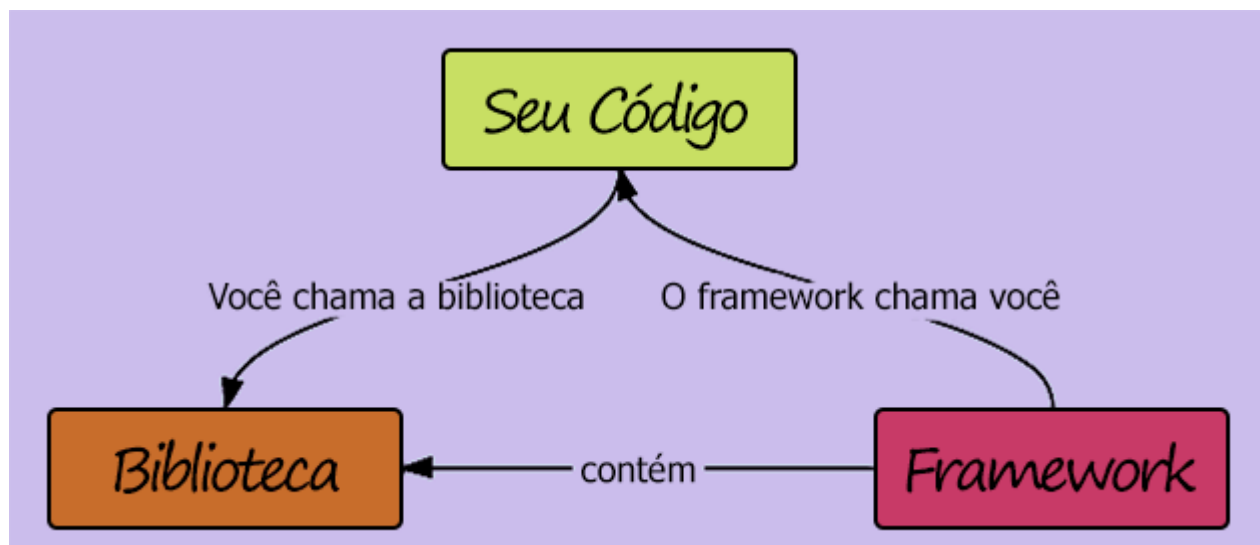 Seu Código
Você chama a biblioteca
O framework chama você
Biblioteca
contém
Framework